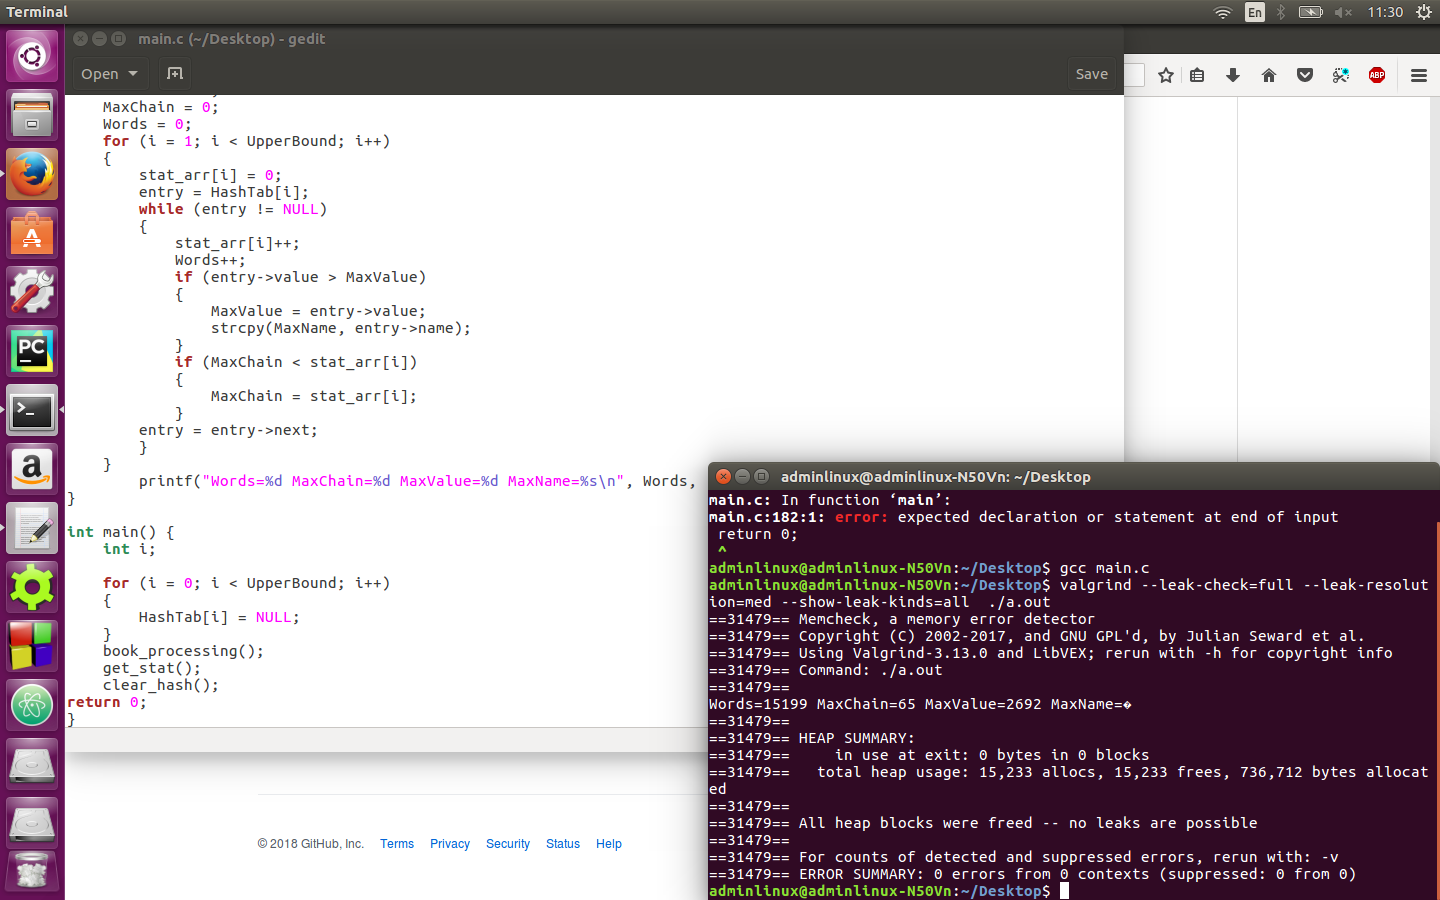 Terminal
En
11:30
main.c (~/Desktop) - gedit
Open
Save
ABP
MaxChain = 0;
Words = 0;
for (i = 1; i < UpperBound; i++)
{
stat_arr[i] = 0;
entry = HashTab[i];
while (entry != NULL)
{
stat_arr[i]++;
Words++;
if (entry->value > MaxValue)
{
MaxValue = entry->value;
strcpy(MaxName, entry->name);
}
if (MaxChain < stat_arr[i])
{
MaxChain = stat_arr[i];
}
entry = entry->next;
}
}
printf("Words=%d MaxChain=%d MaxValue=%d MaxName=%s\n", Words,
}
int main() {
int i;
for (i = 0; i < UpperBound; i++)
{
HashTab[i] = NULL;
}
book_processing();
get_stat();
clear_hash();
return 0;
}
PC
adminlinux@adminlinux-N50Vn: ~/Desktop
main.c: In function ‘main’:
main.c:182:1: error: expected declaration or statement at end of input
return 0;
^
adminlinux@adminlinux-N50Vn:~/Desktop$ gcc main.c
adminlinux@adminlinux-N50Vn:~/Desktop$ valgrind --leak-check=full --leak-resolut
ion=med --show-leak-kinds=all  ./a.out
==31479== Memcheck, a memory error detector
==31479== Copyright (C) 2002-2017, and GNU GPL'd, by Julian Seward et al.
==31479== Using Valgrind-3.13.0 and LibVEX; rerun with -h for copyright info
==31479== Command: ./a.out
==31479==
Words=15199 MaxChain=65 MaxValue=2692 MaxName=�
==31479==
==31479== HEAP SUMMARY:
==31479==     in use at exit: 0 bytes in 0 blocks
==31479==   total heap usage: 15,233 allocs, 15,233 frees, 736,712 bytes allocat
ed
==31479==
==31479== All heap blocks were freed -- no leaks are possible
==31479==
==31479== For counts of detected and suppressed errors, rerun with: -v
==31479== ERROR SUMMARY: 0 errors from 0 contexts (suppressed: 0 from 0)
adminlinux@adminlinux-N50Vn:~/Desktop$
© 2018 GitHub, Inc. Terms Privacy Security Status Help